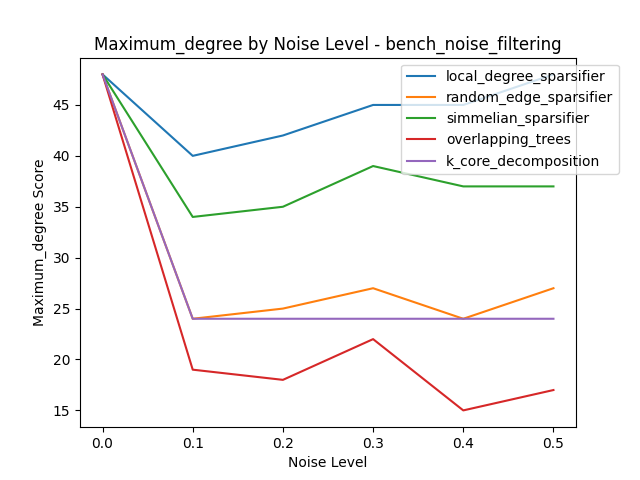 Maximum_degree by Noise Level - bench_noise_filtering
local_degree_sparsifier
random_edge_sparsifier
simmelian_sparsifier
overlapping_trees
k_core_decomposition
Maximum_degree Score
45
40
35
30
25
20
15
0.0 0.1 0.2 0.3 0.4 0.5
Noise Level